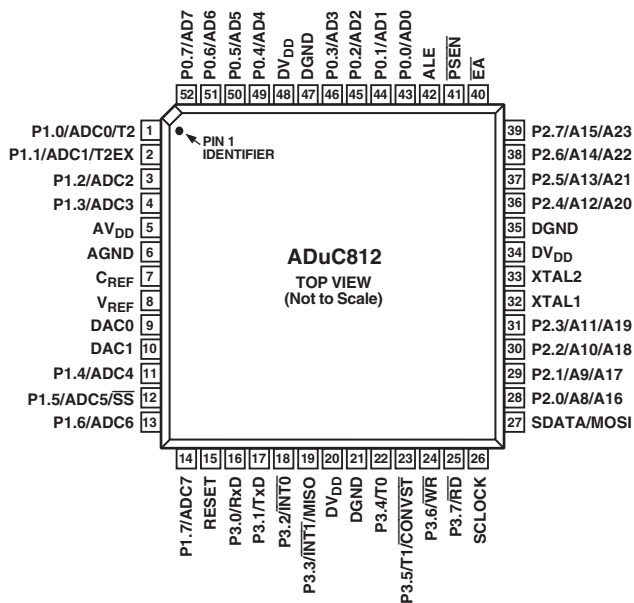 P0.7/AD7
P0.6/AD6
P0.5/AD5
P0.4/AD4
DVDD
DGND
P0.3/AD3
P0.2/AD2
P0.1/AD1
P0.0/AD0
ALE
P̅S̅E̅N̅
E̅A̅
52 51 50 49 48 47 46 45 44 43 42 41 40
PIN 1
IDENTIFIER
P1.0/ADC0/T2 1
P1.1/ADC1/T2EX 2
P1.2/ADC2 3
P1.3/ADC3 4
AVDD 5
AGND 6
CREF 7
VREF 8
DAC0 9
DAC1 10
P1.4/ADC4 11
P1.5/ADC5/S̅S̅ 12
P1.6/ADC6 13
ADuC812
TOP VIEW
(Not to Scale)
39 P2.7/A15/A23
38 P2.6/A14/A22
37 P2.5/A13/A21
36 P2.4/A12/A20
35 DGND
34 DVDD
33 XTAL2
32 XTAL1
31 P2.3/A11/A19
30 P2.2/A10/A18
29 P2.1/A9/A17
28 P2.0/A8/A16
27 SDATA/MOSI
14 15 16 17 18 19 20 21 22 23 24 25 26
P1.7/ADC7
RESET
P3.0/RxD
P3.1/TxD
P3.2/I̅N̅T̅0̅
P3.3/I̅N̅T̅1̅/MISO
DVDD
DGND
P3.4/T0
P3.5/T1/C̅O̅N̅V̅S̅T̅
P3.6/W̅R̅
P3.7/R̅D̅
SCLOCK